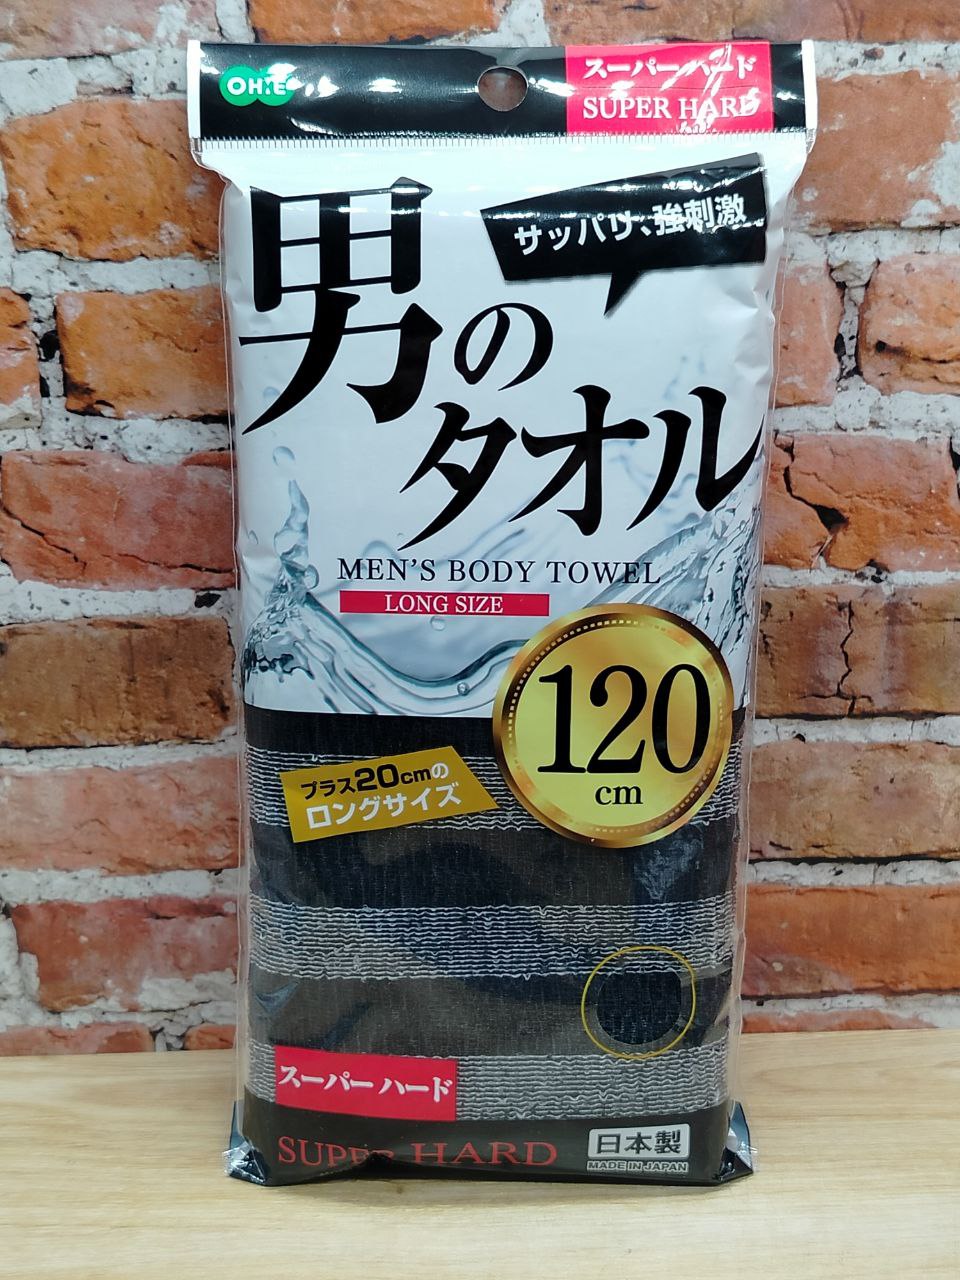 OH:E
スーパーハード
SUPER HARD
サッパリ、強刺激
男の
タオル
MEN'S BODY TOWEL
LONG SIZE
120
cm
プラス20cmの
ロングサイズ
スーパーハード
SUPER HARD
日本製
MADE IN JAPAN